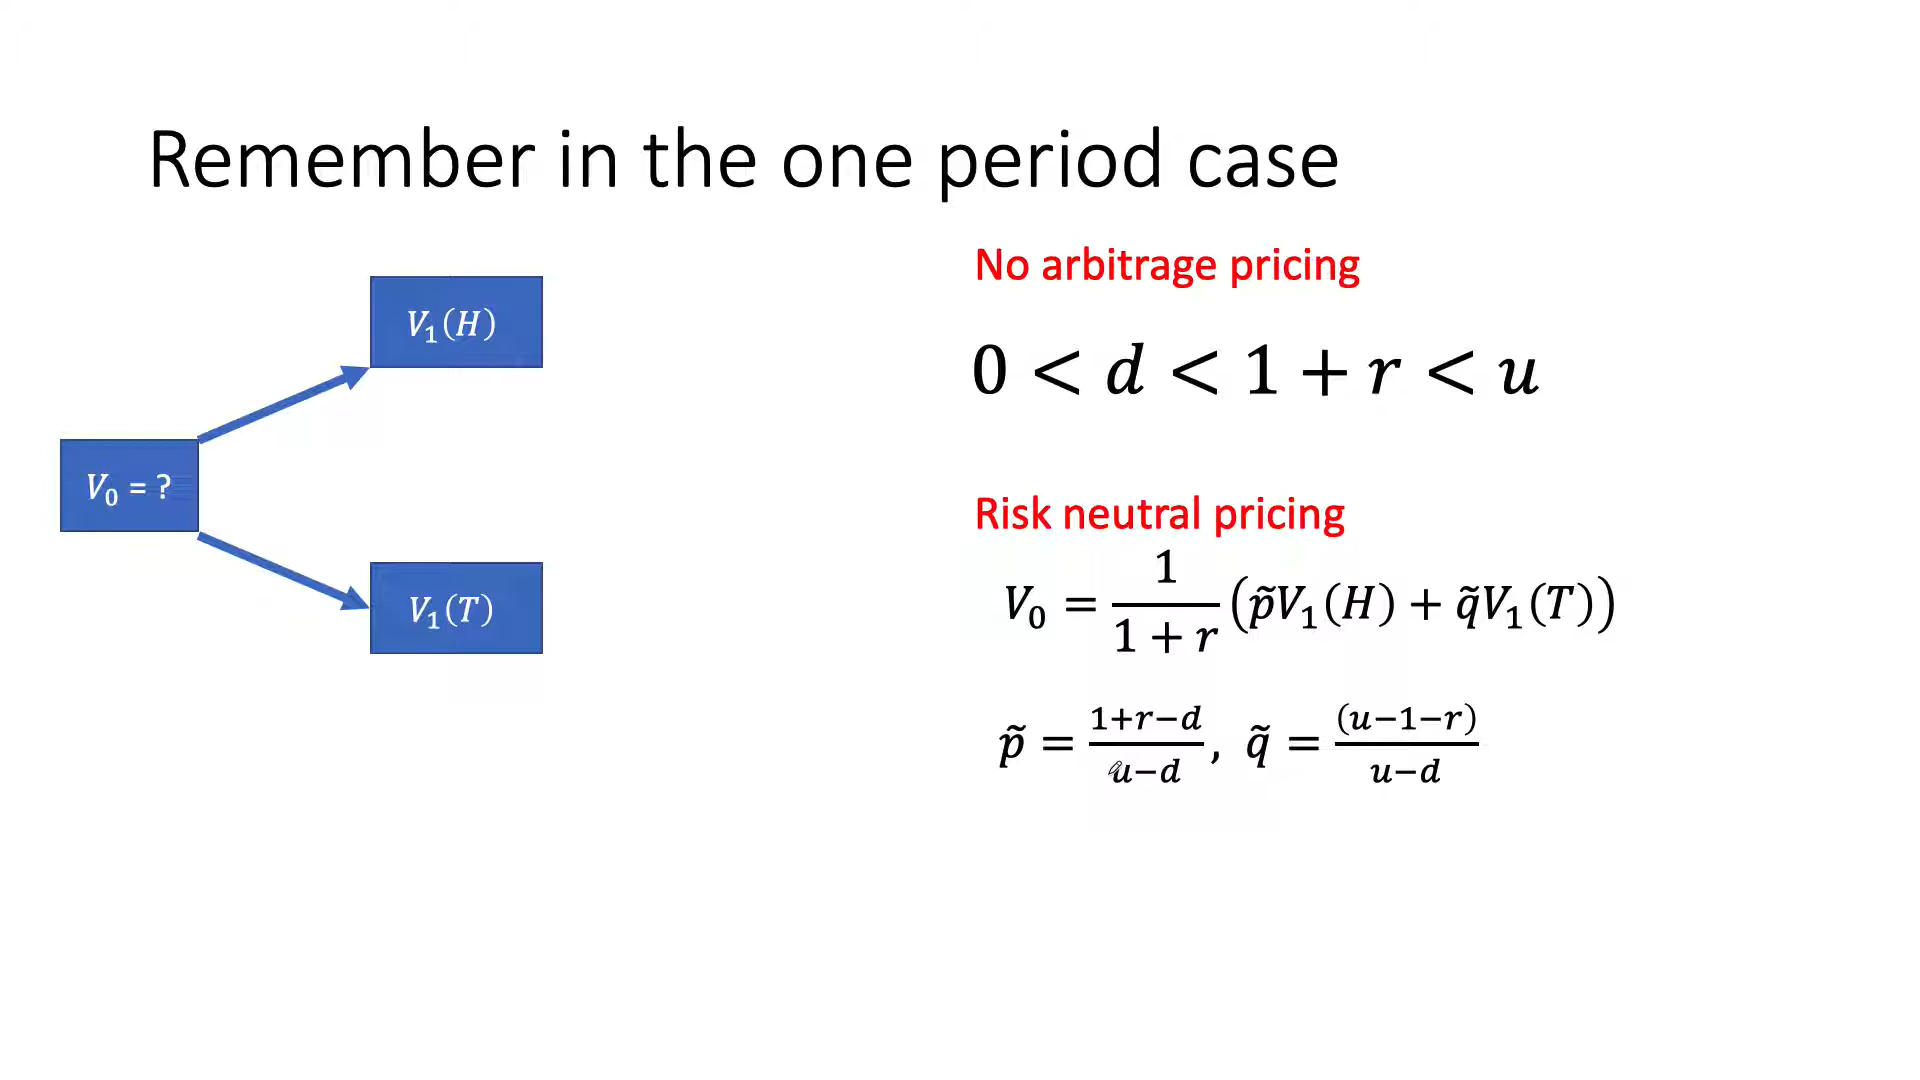 Remember in the one period case
V₁(H)
V₀ = ?
V₁(T)
No arbitrage pricing
0 < d < 1 + r < u
Risk neutral pricing
V₀ = 1/(1 + r) (p̃V₁(H) + q̃V₁(T))
p̃ = (1+r−d)/(u−d), q̃ = (u−1−r)/(u−d)